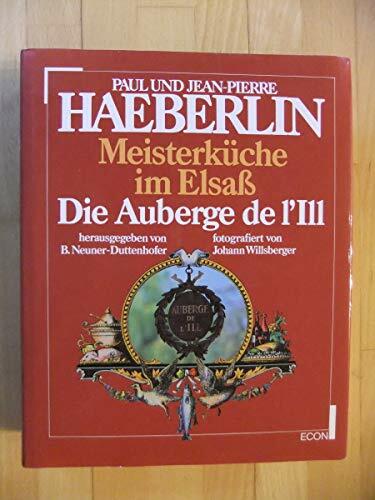 PAUL UND JEAN-PIERRE
HAEBERLIN
Meisterküche
im Elsaß
Die Auberge de l'Ill
herausgegeben von
B. Neuner-Duttenhofer
fotografiert von
Johann Willsberger
AUBERGE
DE
L'ILL
ECON